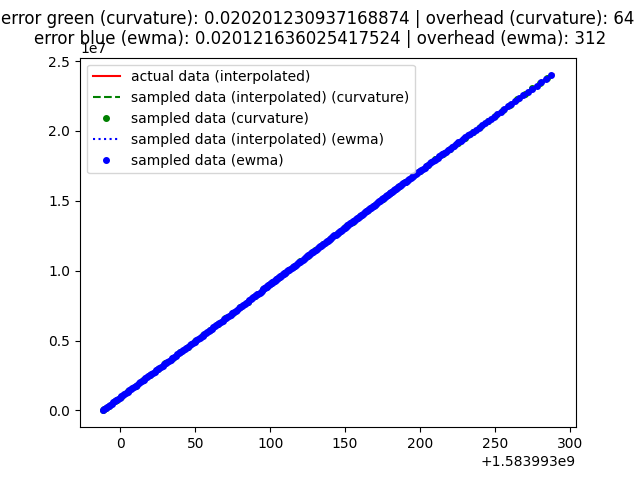 error green (curvature): 0.020201230937168874 | overhead (curvature): 64
error blue (ewma): 0.020121636025417524 | overhead (ewma): 312
1e7
2.5
2.0
1.5
1.0
0.5
0.0
actual data (interpolated)
sampled data (interpolated) (curvature)
sampled data (curvature)
sampled data (interpolated) (ewma)
sampled data (ewma)
0 50 100 150 200 250 300
+1.583993e9